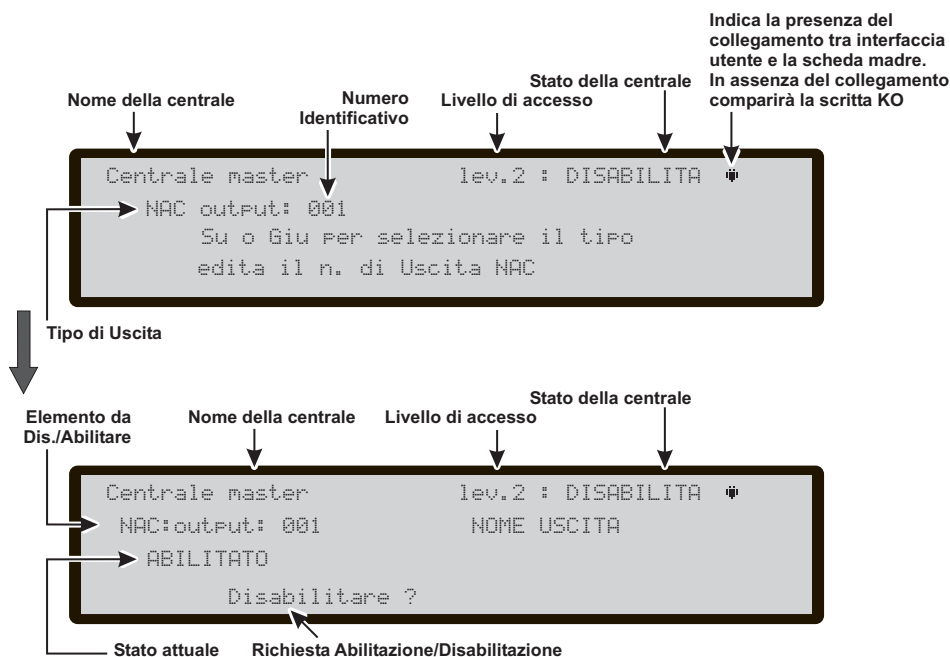 Indica la presenza del
collegamento tra interfaccia
utente e la scheda madre.
In assenza del collegamento
comparirà la scritta KO
Stato della centrale
Nome della centrale
Numero
Identificativo
Livello di accesso
Centrale master lev.2 : DISABILITA
NAC output: 001
Su o Giu per selezionare il tipo
edita il n. di Uscita NAC
Tipo di Uscita
Elemento da
Dis./Abilitare
Nome della centrale
Livello di accesso
Stato della centrale
Centrale master lev.2 : DISABILITA
NAC:output: 001 NOME USCITA
ABILITATO
Disabilitare ?
Stato attuale
Richiesta Abilitazione/Disabilitazione